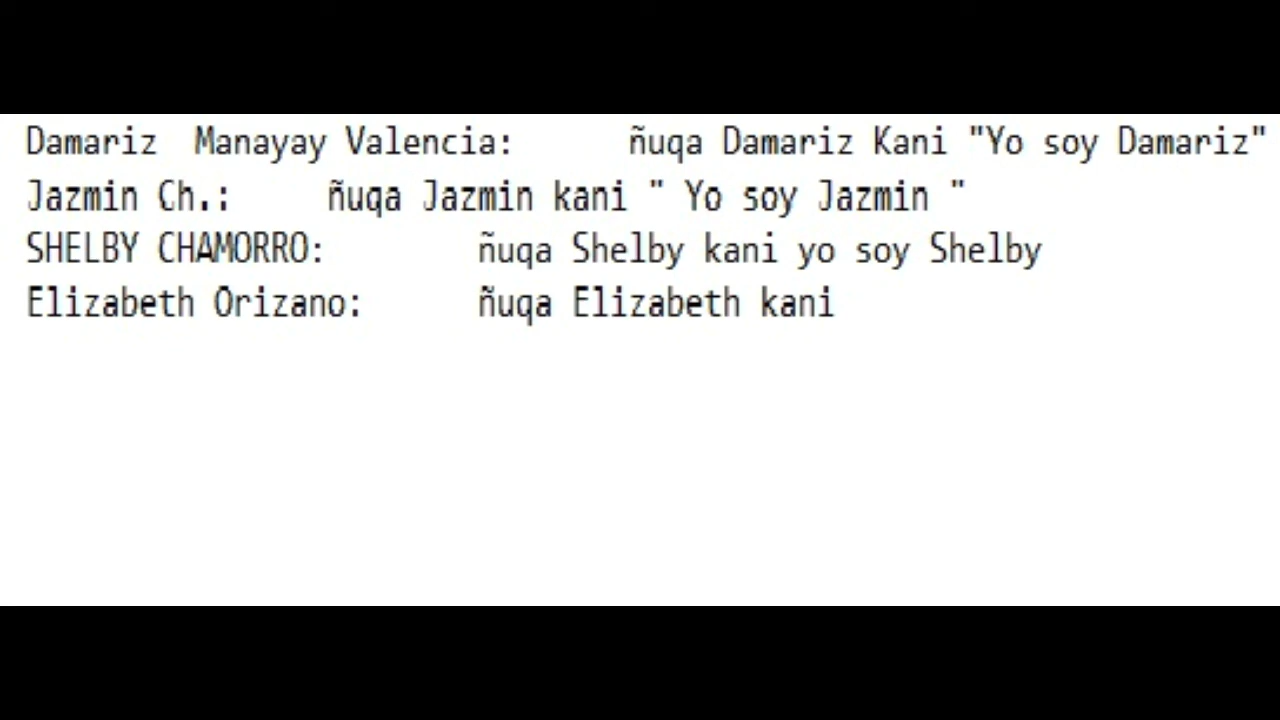 Damariz  Manayay Valencia:      ñuqa Damariz Kani "Yo soy Damariz"
Jazmin Ch.:     ñuqa Jazmin kani " Yo soy Jazmin "
SHELBY CHAMORRO:        ñuqa Shelby kani yo soy Shelby
Elizabeth Orizano:      ñuqa Elizabeth kani